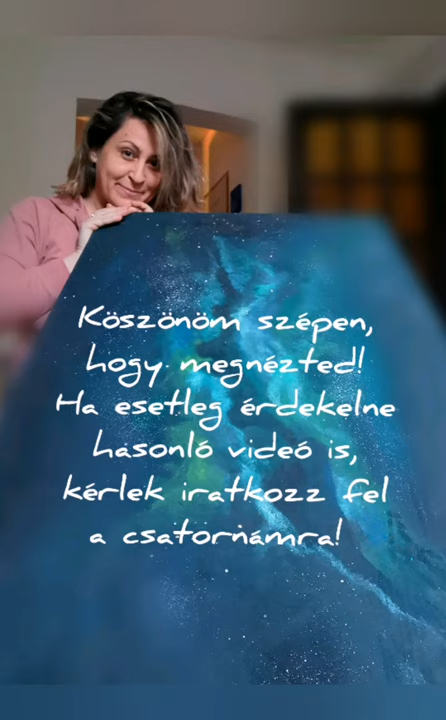 Köszönöm szépen,
hogy megnézted!
Ha esetleg érdekelne
hasonló videó is,
kérlek iratkozz fel
a csatornámra!